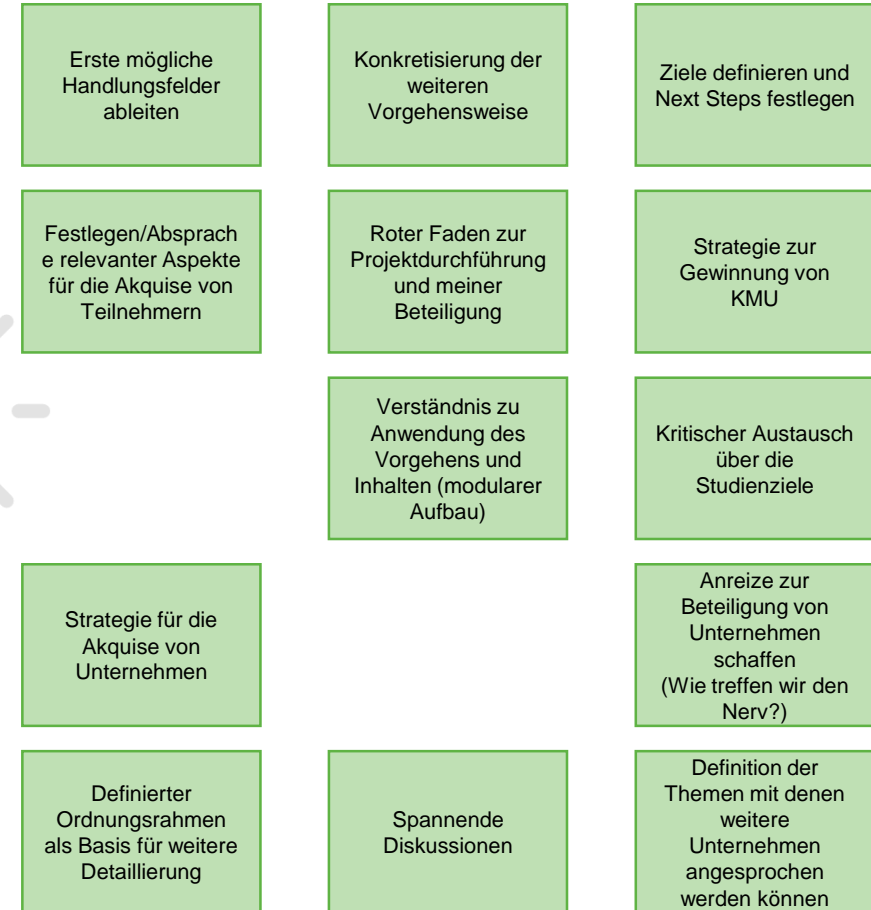 Erste mögliche
Handlungsfelder
ableiten
Konkretisierung der
weiteren
Vorgehensweise
Ziele definieren und
Next Steps festlegen
Festlegen/Absprach
e relevanter Aspekte
für die Akquise von
Teilnehmern
Roter Faden zur
Projektdurchführung
und meiner
Beteiligung
Strategie zur
Gewinnung von
KMU
Verständnis zu
Anwendung des
Vorgehens und
Inhalten (modularer
Aufbau)
Kritischer Austausch
über die
Studienziele
Strategie für die
Akquise von
Unternehmen
Anreize zur
Beteiligung von
Unternehmen
schaffen
(Wie treffen wir den
Nerv?)
Definierter
Ordnungsrahmen
als Basis für weitere
Detaillierung
Spannende
Diskussionen
Definition der
Themen mit denen
weitere
Unternehmen
angesprochen
werden können